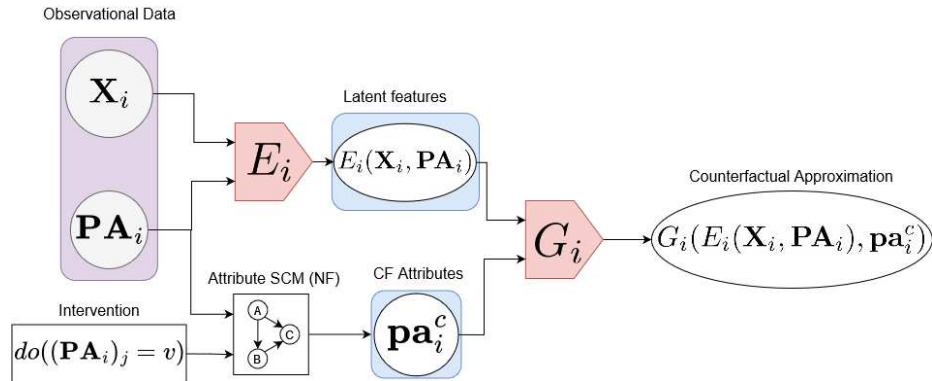 Observational Data
X_i
PA_i
Latent features
E_i
E_i(X_i, PA_i)
G_i
Counterfactual Approximation
G_i(E_i(X_i, PA_i), pa_i^c)
Attribute SCM (NF)
A
B
C
CF Attributes
pa_i^c
Intervention
do((PA_i)_j = v)